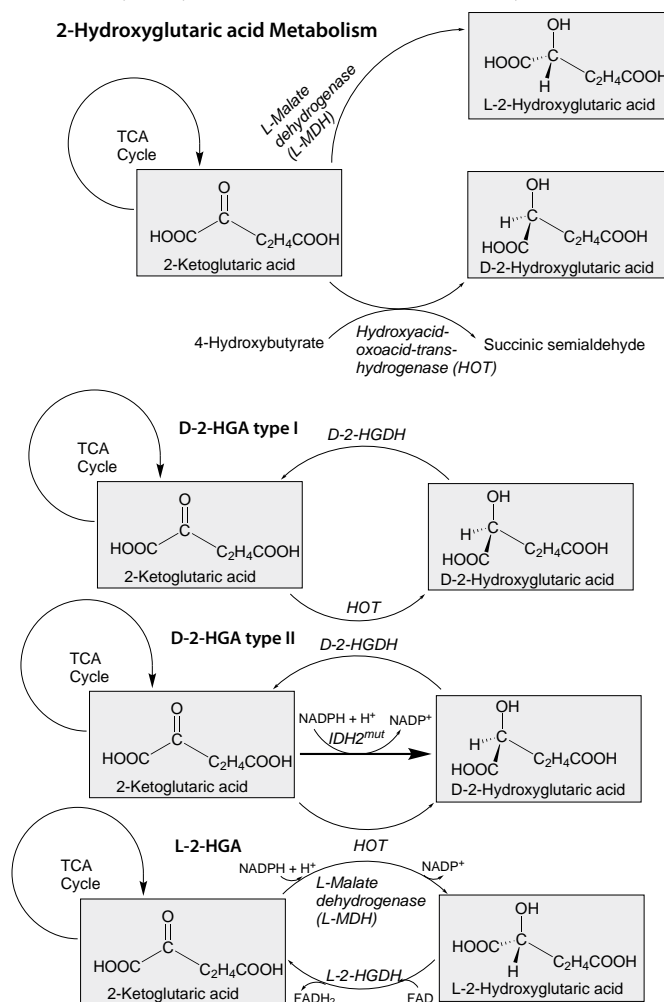 2-Hydroxyglutaric acid Metabolism
OH
C
HOOC
H
C2H4COOH
L-2-Hydroxyglutaric acid
L-Malate
dehydrogenase
(L-MDH)
TCA
Cycle
O
C
HOOC
C2H4COOH
2-Ketoglutaric acid
OH
H
C
HOOC
C2H4COOH
D-2-Hydroxyglutaric acid
4-Hydroxybutyrate
Hydroxyacid-
oxoacid-trans-
hydrogenase (HOT)
Succinic semialdehyde
D-2-HGA type I
D-2-HGDH
TCA
Cycle
O
C
HOOC
C2H4COOH
2-Ketoglutaric acid
OH
H
C
HOOC
C2H4COOH
D-2-Hydroxyglutaric acid
HOT
D-2-HGA type II
D-2-HGDH
TCA
Cycle
O
C
HOOC
C2H4COOH
2-Ketoglutaric acid
NADPH + H+
NADP+
IDH2mut
OH
H
C
HOOC
C2H4COOH
D-2-Hydroxyglutaric acid
HOT
L-2-HGA
TCA
Cycle
NADPH + H+
NADP+
L-Malate
dehydrogenase
(L-MDH)
O
C
HOOC
C2H4COOH
2-Ketoglutaric acid
OH
HOOC
C
H
C2H4COOH
L-2-Hydroxyglutaric acid
L-2-HGDH
FADH2
FAD